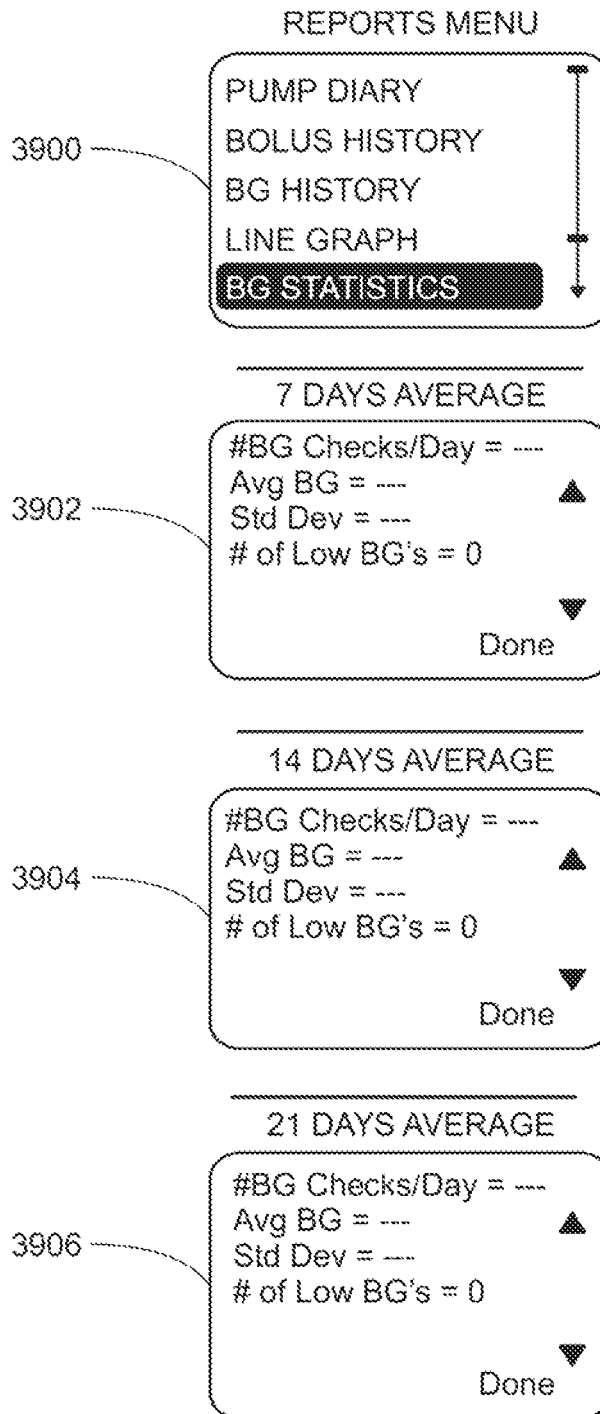 REPORTS MENU
3900
PUMP DIARY
BOLUS HISTORY
BG HISTORY
LINE GRAPH
BG STATISTICS
7 DAYS AVERAGE
3902
#BG Checks/Day = ---
Avg BG = ---
Std Dev = ---
# of Low BG's = 0
Done
14 DAYS AVERAGE
3904
#BG Checks/Day = ---
Avg BG = ---
Std Dev = ---
# of Low BG's = 0
Done
21 DAYS AVERAGE
3906
#BG Checks/Day = ---
Avg BG = ---
Std Dev = ---
# of Low BG's = 0
Done